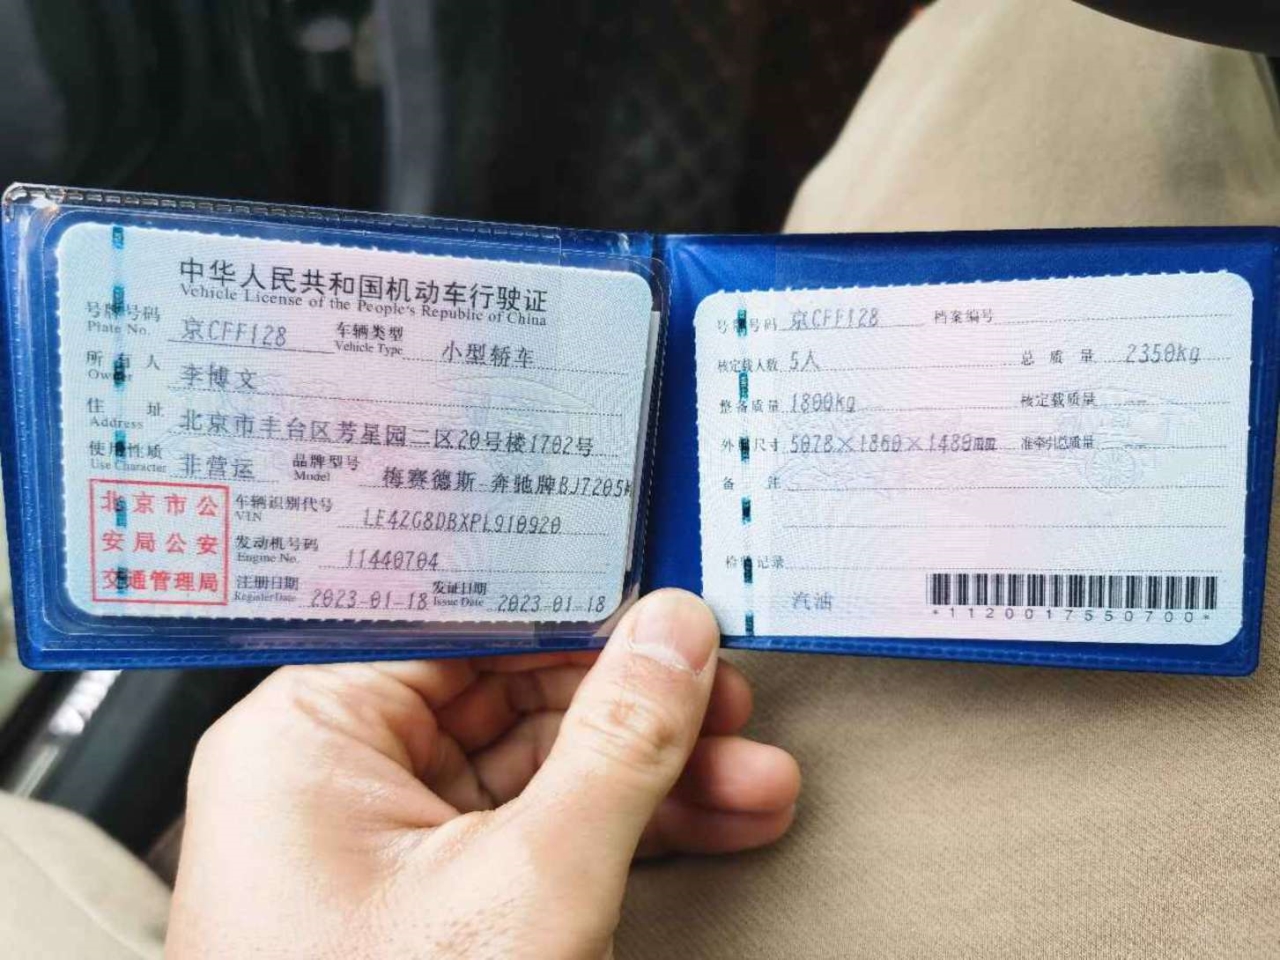 中华人民共和国机动车行驶证
Vehicle License of the People's Republic of China
号牌号码 京CFF128 车辆类型 小型轿车
Plate No. Vehicle Type
所有人 李博文
Owner
住址 北京市丰台区芳星园二区20号楼1702号
Address
使用性质 非营运 品牌型号 梅赛德斯-奔驰牌BJ7205
Use Character Model
北京市公
安局公安
交通管理局
车辆识别代号 LE4ZG8DBXPL910920
VIN
发动机号码 11440704
Engine No.
注册日期 2023-01-18 发证日期 2023-01-18
Register Date Issue Date
号牌号码 京CFF128 档案编号
核定载人数 5人 总质量 2350kg
整备质量 1800kg 核定载质量 --
外廓尺寸 5078×1860×1480mm 准牵引总质量 --
备注
检验记录
汽油
*1120017550700*